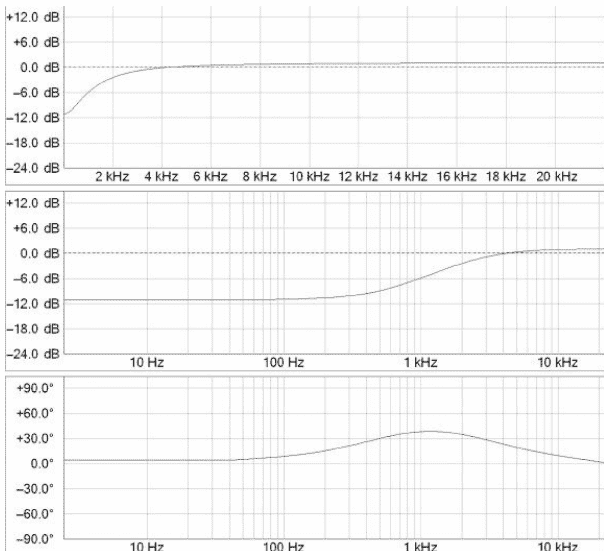 +12.0 dB
+6.0 dB
0.0 dB
−6.0 dB
−12.0 dB
−18.0 dB
−24.0 dB
2 kHz 4 kHz 6 kHz 8 kHz 10 kHz 12 kHz 14 kHz 16 kHz 18 kHz 20 kHz
+12.0 dB
+6.0 dB
0.0 dB
−6.0 dB
−12.0 dB
−18.0 dB
−24.0 dB
10 Hz 100 Hz 1 kHz 10 kHz
+90.0°
+60.0°
+30.0°
0.0°
−30.0°
−60.0°
−90.0°
10 Hz 100 Hz 1 kHz 10 kHz